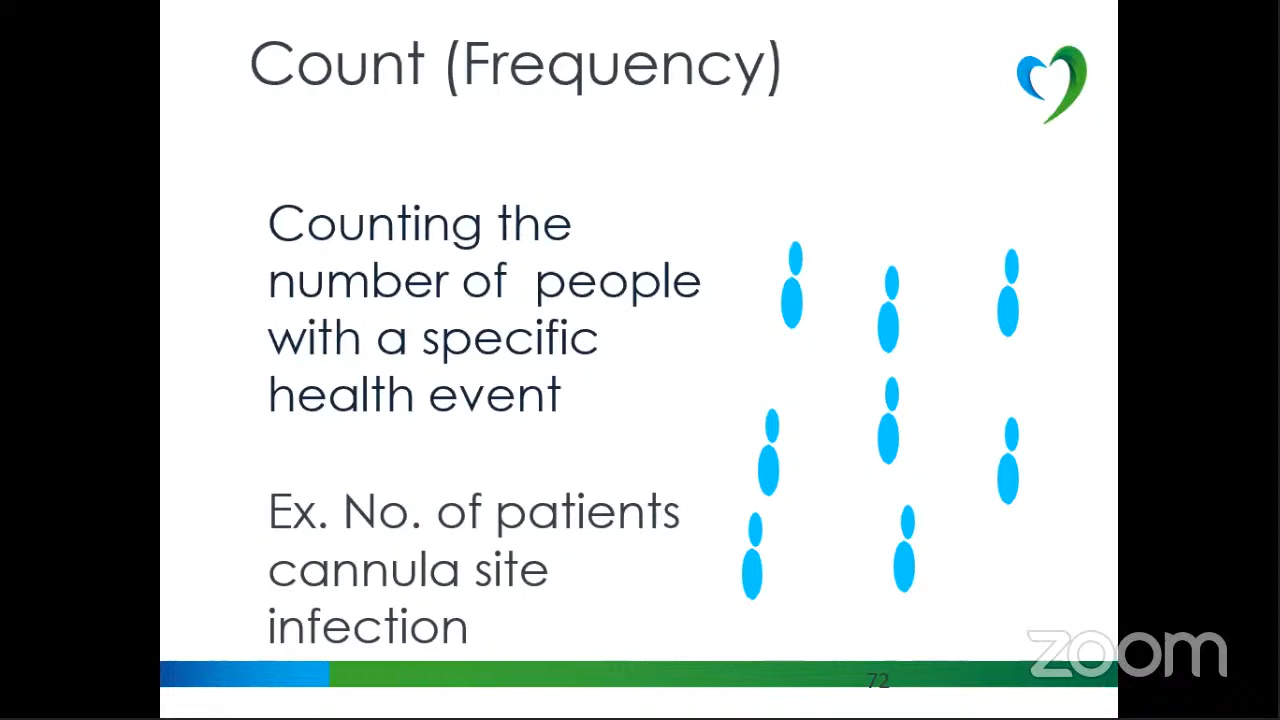 Count (Frequency)
Counting the
number of people
with a specific
health event
Ex. No. of patients
cannula site
infection
72
zoom